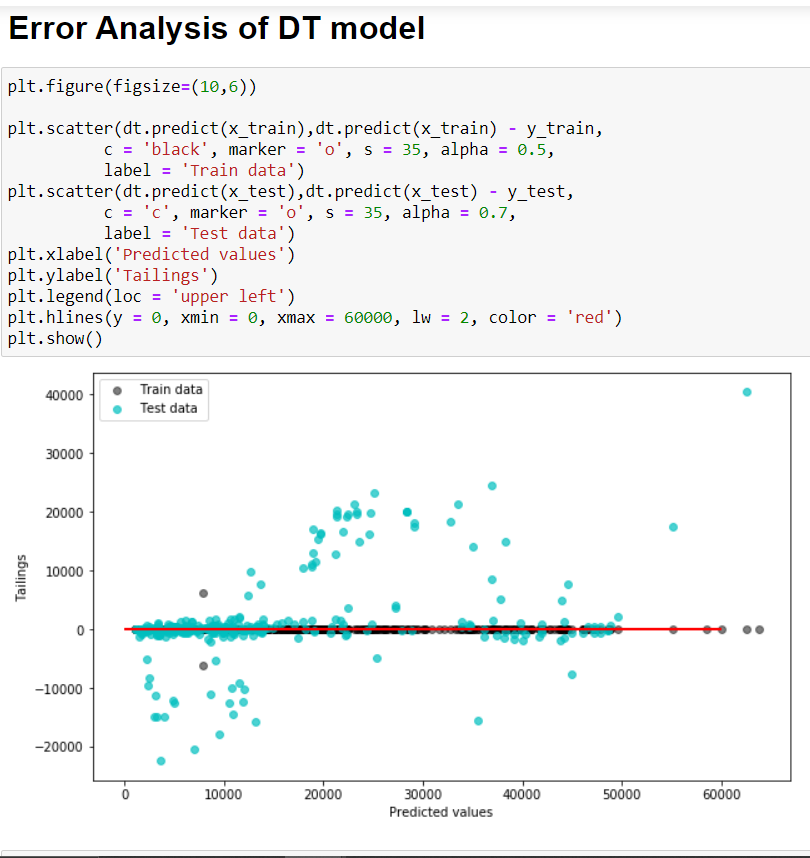 Error Analysis of DT model
plt.figure(figsize=(10,6))
plt.scatter(dt.predict(x_train),dt.predict(x_train) - y_train,
c = 'black', marker = 'o', s = 35, alpha = 0.5,
label = 'Train data')
plt.scatter(dt.predict(x_test),dt.predict(x_test) - y_test,
c = 'c', marker = 'o', s = 35, alpha = 0.7,
label = 'Test data')
plt.xlabel('Predicted values')
plt.ylabel('Tailings')
plt.legend(loc = 'upper left')
plt.hlines(y = 0, xmin = 0, xmax = 60000, lw = 2, color = 'red')
plt.show()
Train data
Test data
40000
30000
20000
10000
0
−10000
−20000
Tailings
0 10000 20000 30000 40000 50000 60000
Predicted values